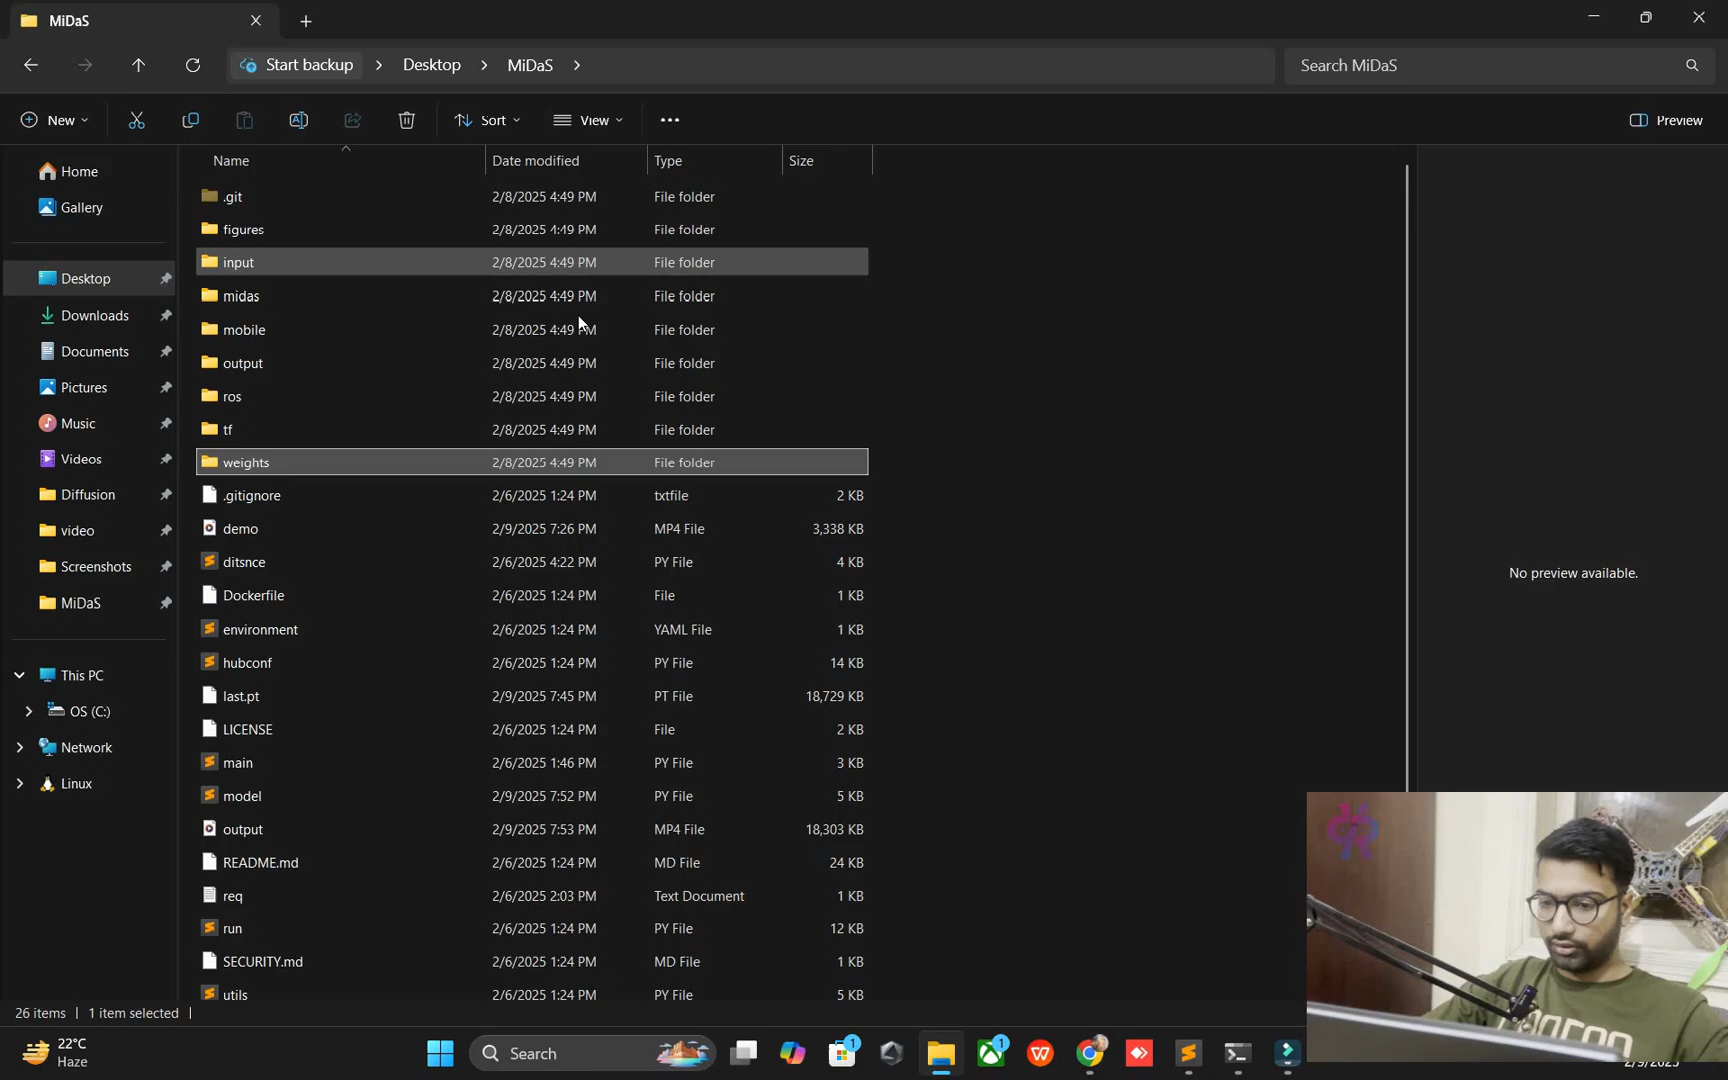 MiDaS
Start backup > Desktop > MiDaS >
Search MiDaS
New
Sort
View
Preview
Name Date modified Type Size
Home
Gallery
Desktop
Downloads
Documents
Pictures
Music
Videos
Diffusion
video
Screenshots
MiDaS
This PC
OS (C:)
Network
Linux
.git 2/8/2025 4:49 PM File folder
figures 2/8/2025 4:49 PM File folder
input 2/8/2025 4:49 PM File folder
midas 2/8/2025 4:49 PM File folder
mobile 2/8/2025 4:49 PM File folder
output 2/8/2025 4:49 PM File folder
ros 2/8/2025 4:49 PM File folder
tf 2/8/2025 4:49 PM File folder
weights 2/8/2025 4:49 PM File folder
.gitignore 2/6/2025 1:24 PM txtfile 2 KB
demo 2/9/2025 7:26 PM MP4 File 3,338 KB
ditsnce 2/6/2025 4:22 PM PY File 4 KB
Dockerfile 2/6/2025 1:24 PM File 1 KB
environment 2/6/2025 1:24 PM YAML File 1 KB
hubconf 2/6/2025 1:24 PM PY File 14 KB
last.pt 2/9/2025 7:45 PM PT File 18,729 KB
LICENSE 2/6/2025 1:24 PM File 2 KB
main 2/6/2025 1:46 PM PY File 3 KB
model 2/9/2025 7:52 PM PY File 5 KB
output 2/9/2025 7:53 PM MP4 File 18,303 KB
README.md 2/6/2025 1:24 PM MD File 24 KB
req 2/6/2025 2:03 PM Text Document 1 KB
run 2/6/2025 1:24 PM PY File 12 KB
SECURITY.md 2/6/2025 1:24 PM MD File 1 KB
utils 2/6/2025 1:24 PM PY File 5 KB
No preview available.
26 items 1 item selected
22°C
Haze
Search
1
1
2/9/2025